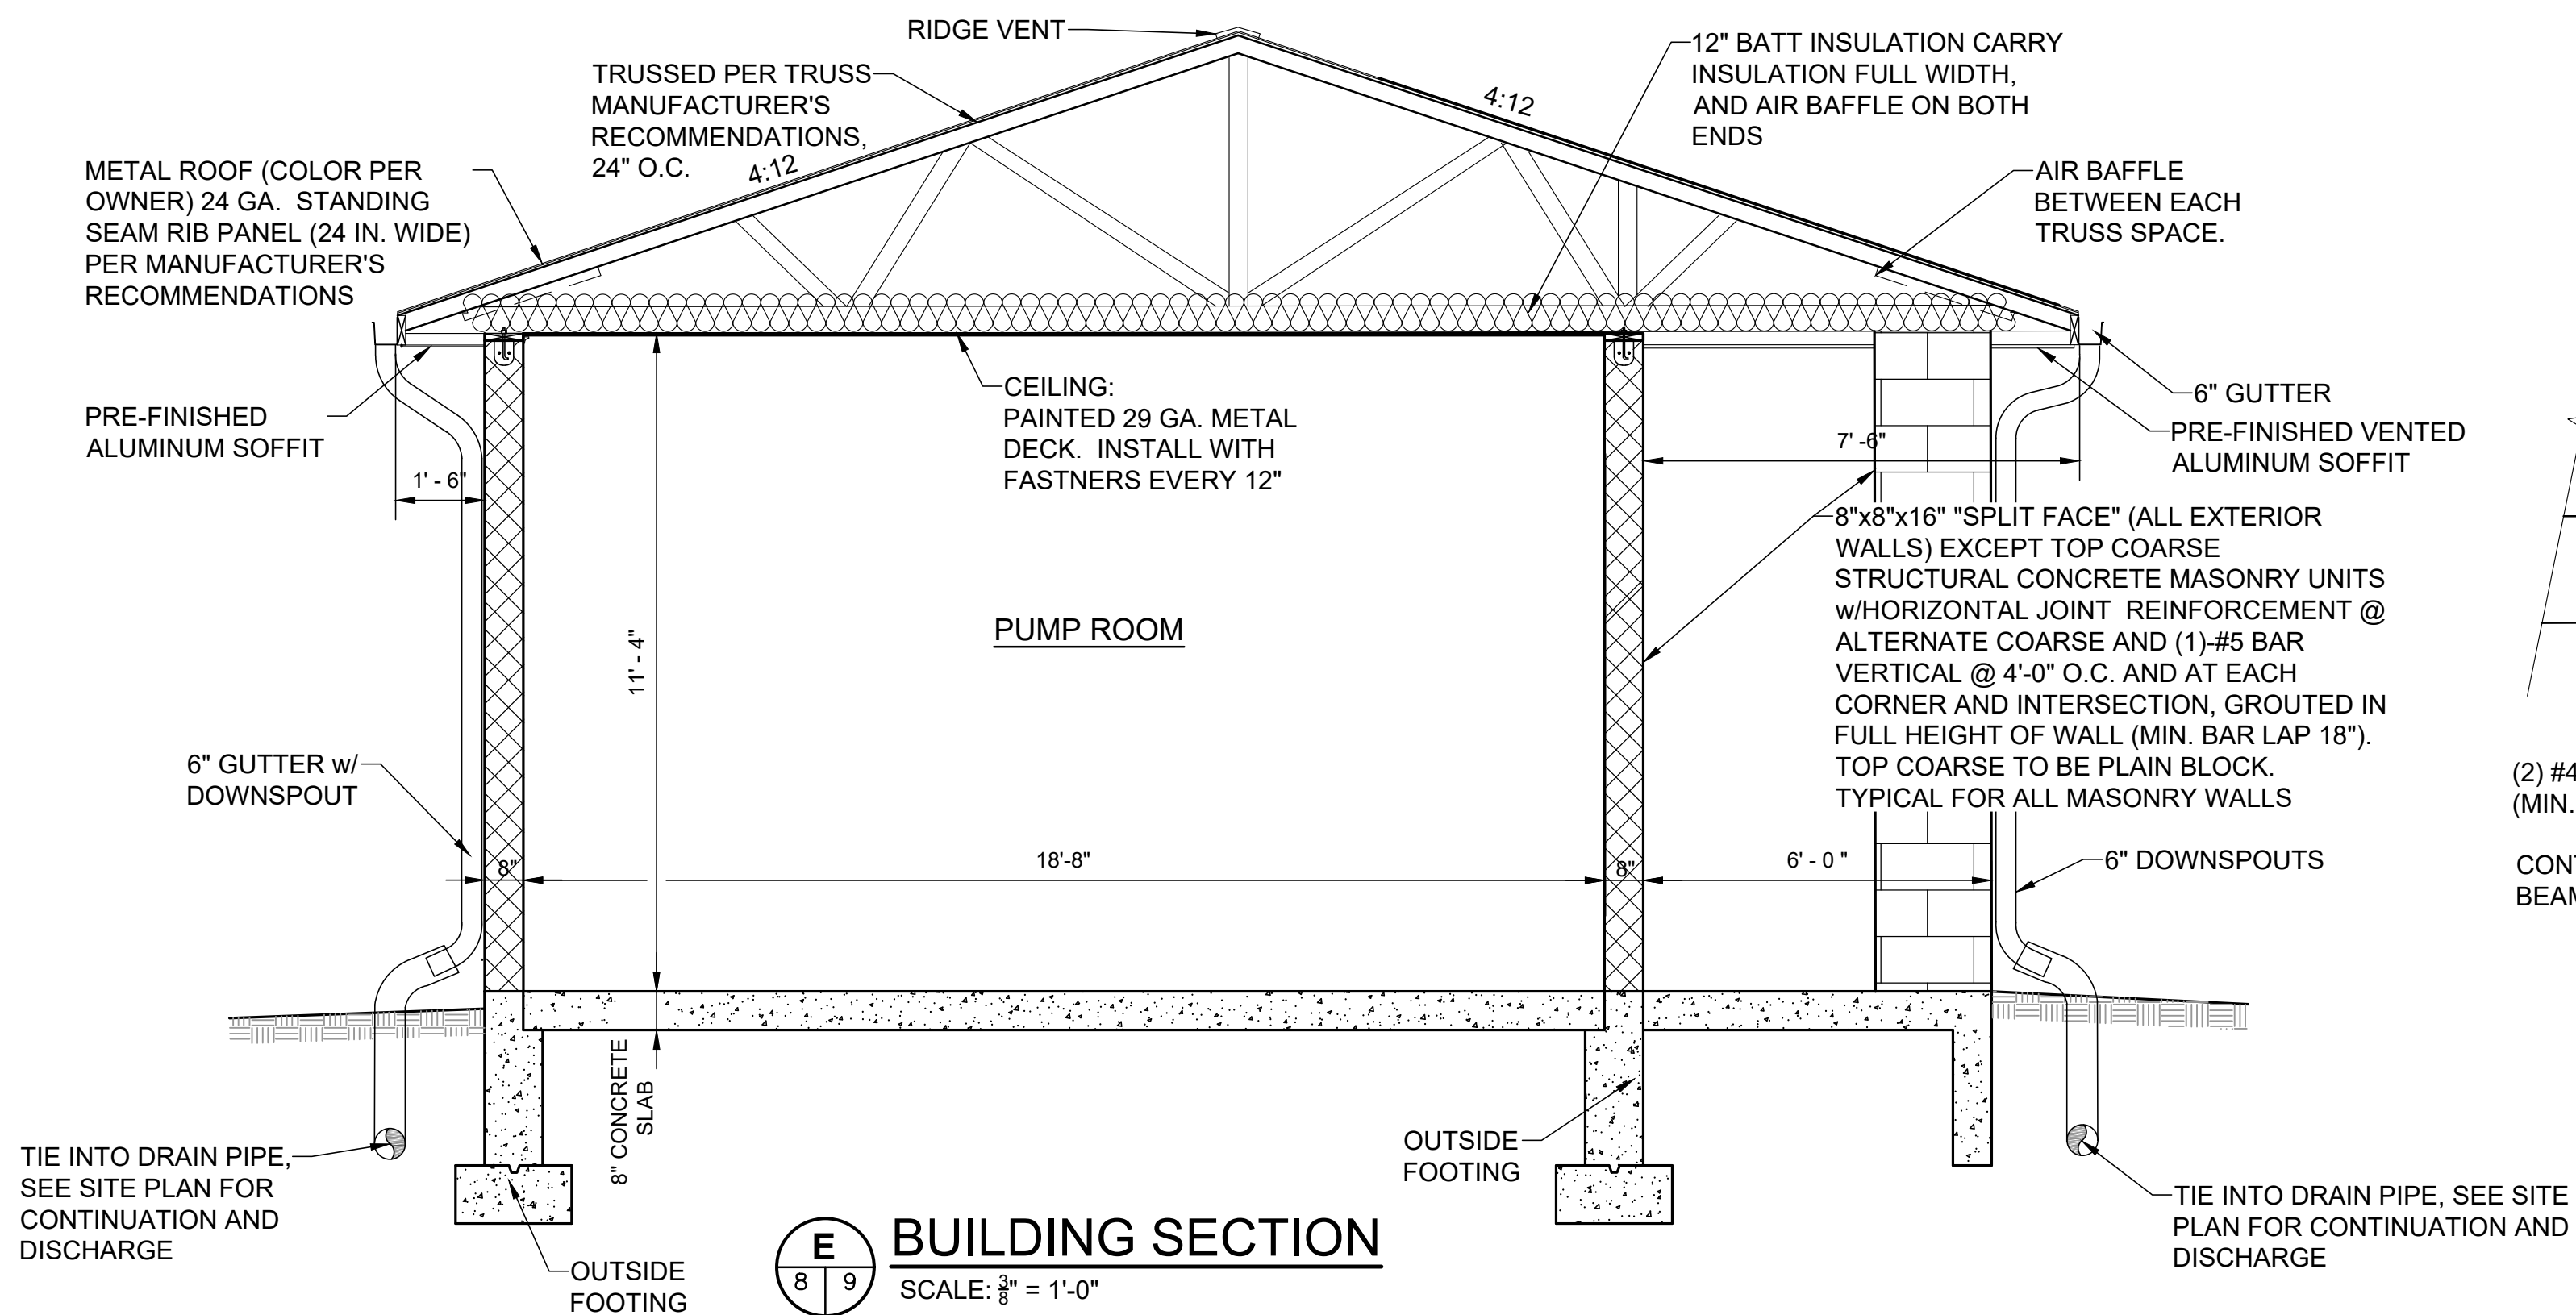 RIDGE VENT
TRUSSED PER TRUSS
MANUFACTURER'S
RECOMMENDATIONS,
24" O.C.
12" BATT INSULATION CARRY
INSULATION FULL WIDTH,
AND AIR BAFFLE ON BOTH
ENDS
4:12
4:12
METAL ROOF (COLOR PER
OWNER) 24 GA. STANDING
SEAM RIB PANEL (24 IN. WIDE)
PER MANUFACTURER'S
RECOMMENDATIONS
AIR BAFFLE
BETWEEN EACH
TRUSS SPACE.
PRE-FINISHED
ALUMINUM SOFFIT
CEILING:
PAINTED 29 GA. METAL
DECK. INSTALL WITH
FASTNERS EVERY 12"
6" GUTTER
PRE-FINISHED VENTED
ALUMINUM SOFFIT
1' - 6"
7' -6"
8"x8"x16" "SPLIT FACE" (ALL EXTERIOR
WALLS) EXCEPT TOP COARSE
STRUCTURAL CONCRETE MASONRY UNITS
w/HORIZONTAL JOINT REINFORCEMENT @
ALTERNATE COARSE AND (1)-#5 BAR
VERTICAL @ 4'-0" O.C. AND AT EACH
CORNER AND INTERSECTION, GROUTED IN
FULL HEIGHT OF WALL (MIN. BAR LAP 18").
TOP COARSE TO BE PLAIN BLOCK.
TYPICAL FOR ALL MASONRY WALLS
PUMP ROOM
11' - 4"
6" GUTTER w/
DOWNSPOUT
(2) #4
(MIN.
8"
18'-8"
8"
6' - 0 "
6" DOWNSPOUTS
BEAM
8" CONCRETE
SLAB
OUTSIDE
FOOTING
TIE INTO DRAIN PIPE,
SEE SITE PLAN FOR
CONTINUATION AND
DISCHARGE
TIE INTO DRAIN PIPE, SEE SITE
PLAN FOR CONTINUATION AND
DISCHARGE
OUTSIDE
FOOTING
E
8 9
BUILDING SECTION
SCALE: 3/8" = 1'-0"